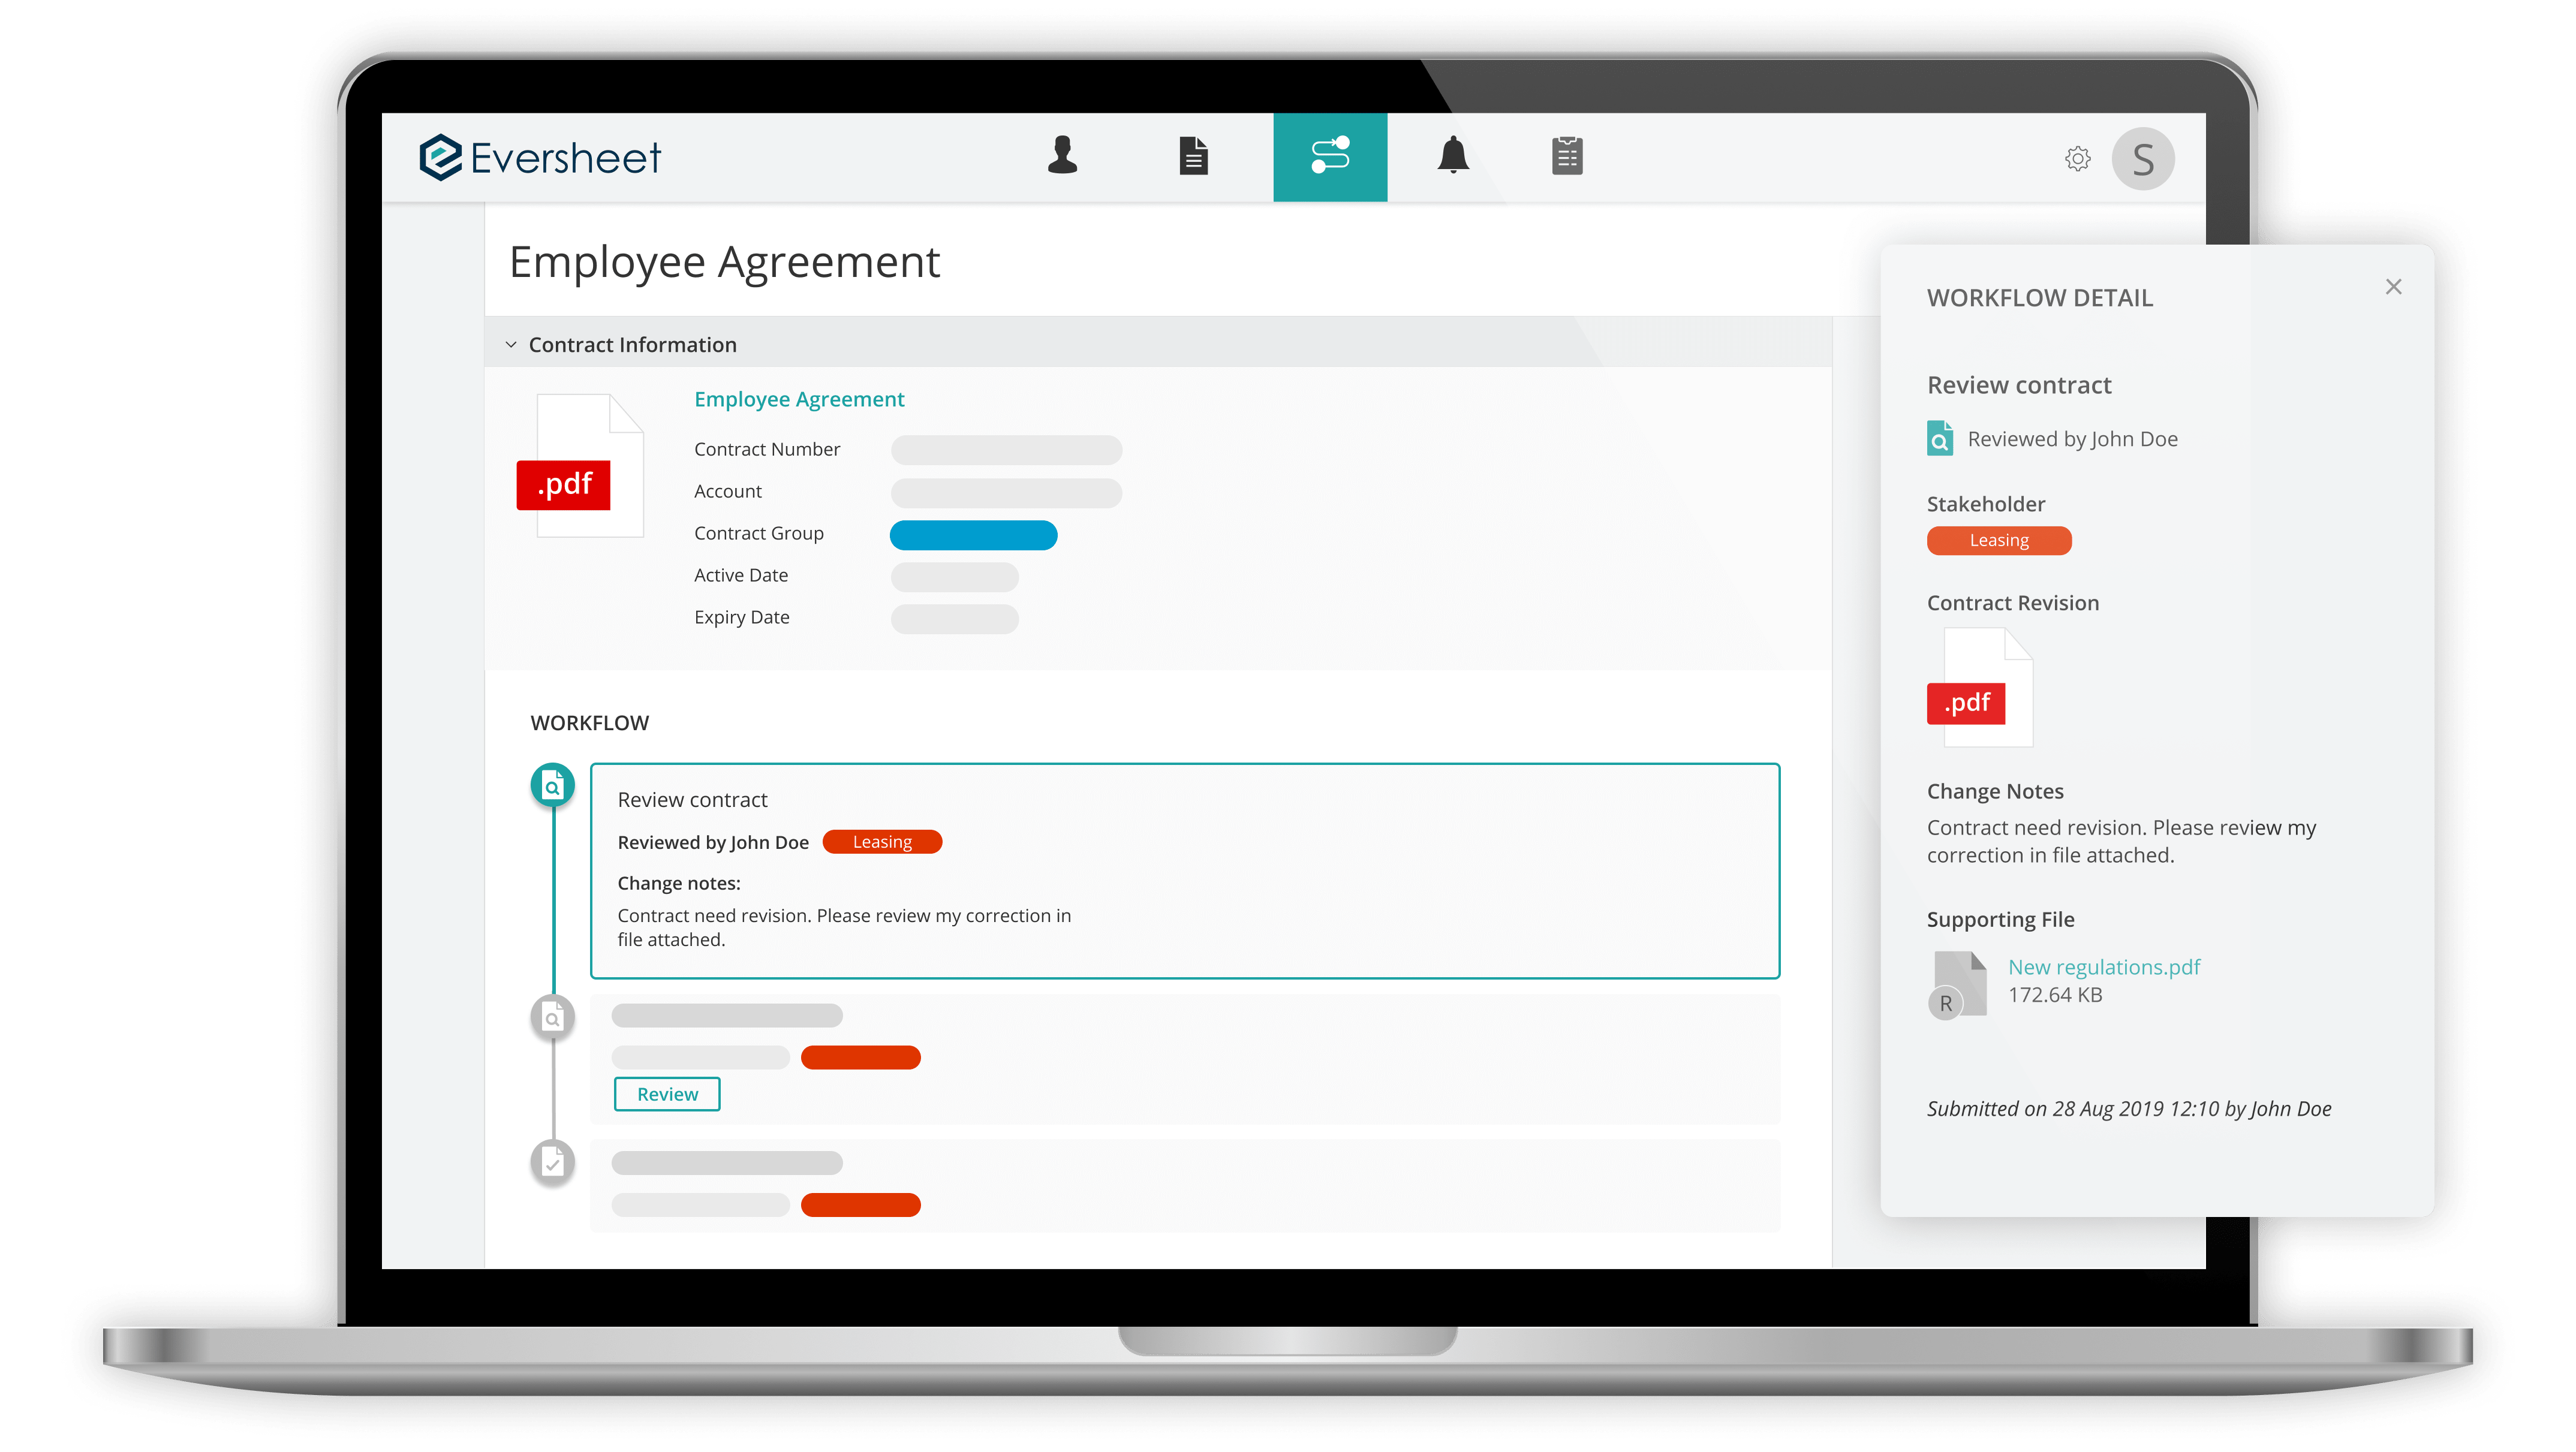 Eversheet
S
Employee Agreement
Contract Information
.pdf
Employee Agreement
Contract Number
Account
Contract Group
Active Date
Expiry Date
WORKFLOW
Review contract
Reviewed by John Doe Leasing
Change notes:
Contract need revision. Please review my correction in
file attached.
Review
WORKFLOW DETAIL
×
Review contract
Reviewed by John Doe
Stakeholder
Leasing
Contract Revision
.pdf
Change Notes
Contract need revision. Please review my
correction in file attached.
Supporting File
R
New regulations.pdf
172.64 KB
Submitted on 28 Aug 2019 12:10 by John Doe